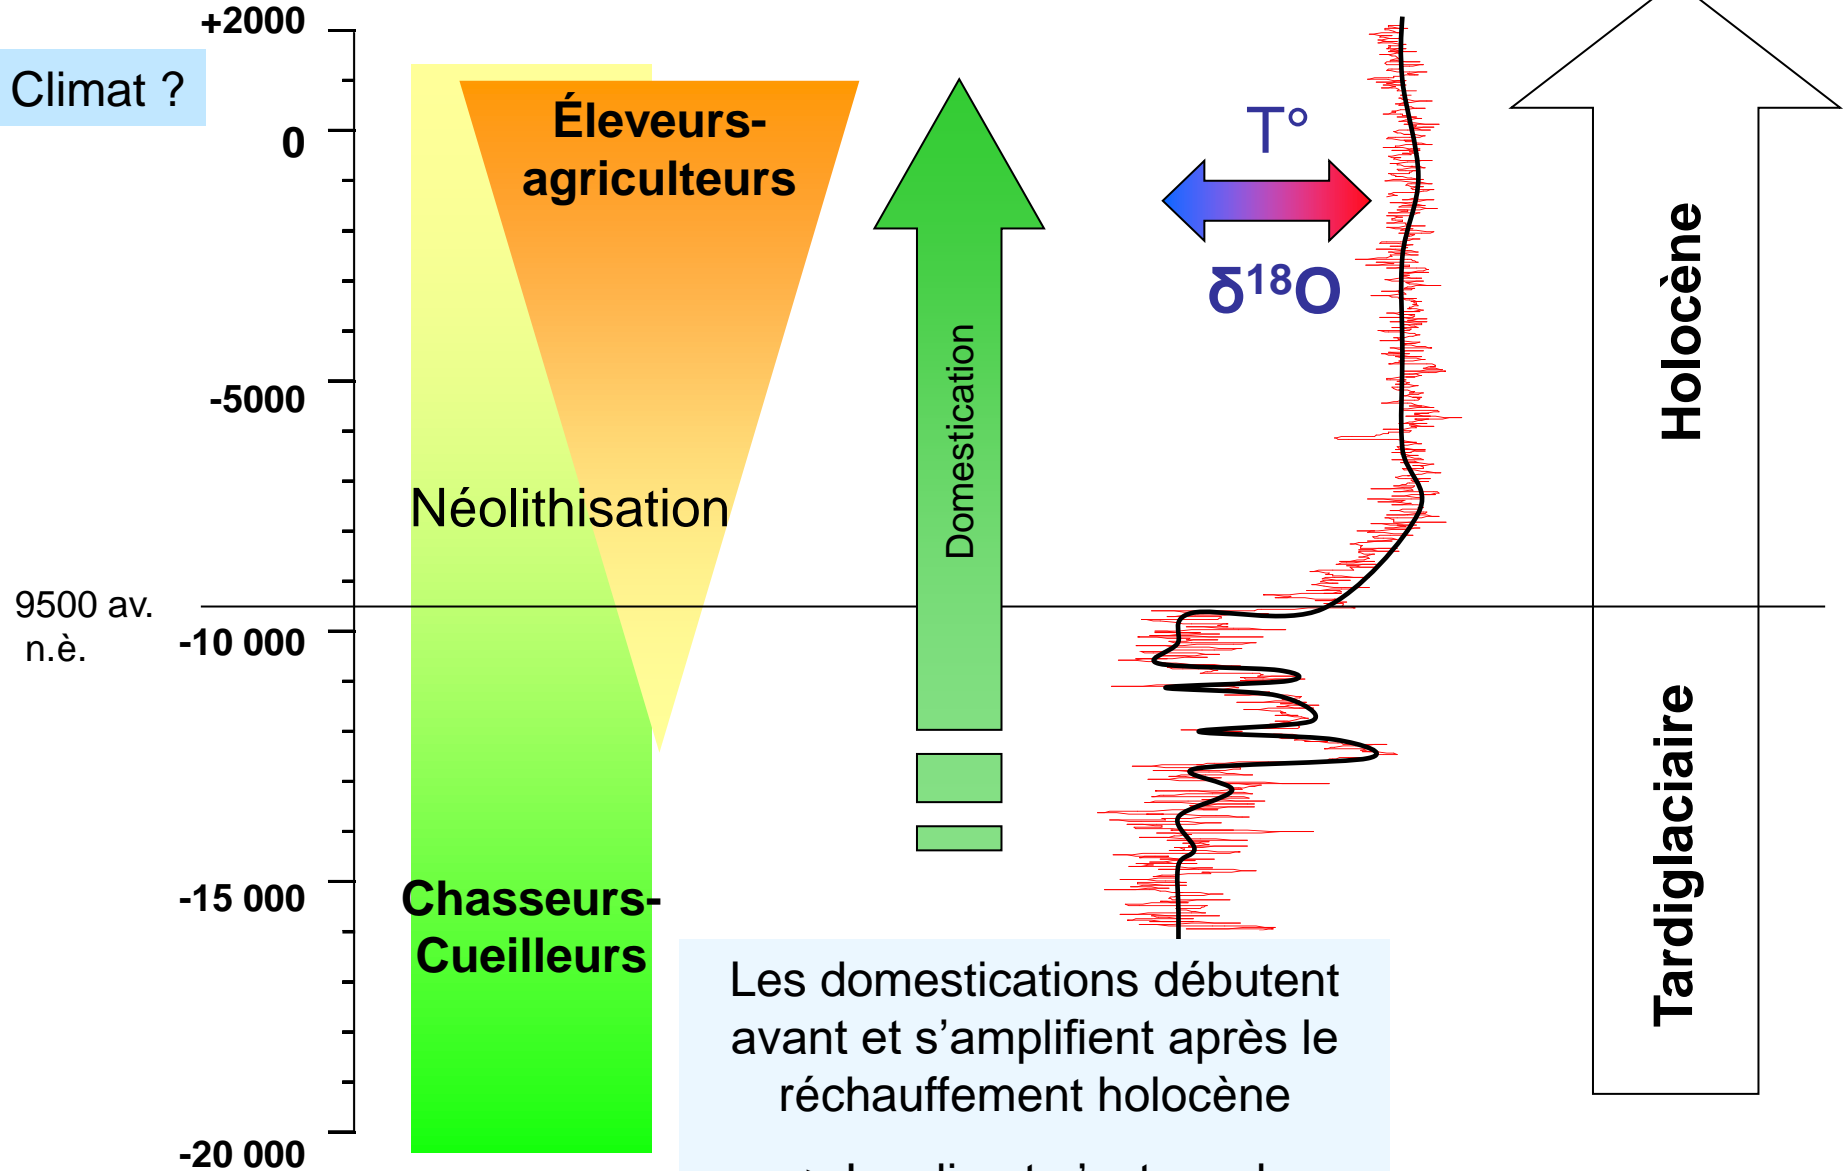 +2000
Climat ?
Éleveurs-
agriculteurs
0
T°
δ¹⁸O
Holocène
Domestication
-5000
Néolithisation
9500 av.
n.è.
-10 000
Tardiglaciaire
-15 000
Chasseurs-
Cueilleurs
Les domestications débutent
avant et s’amplifient après le
réchauffement holocène
-20 000